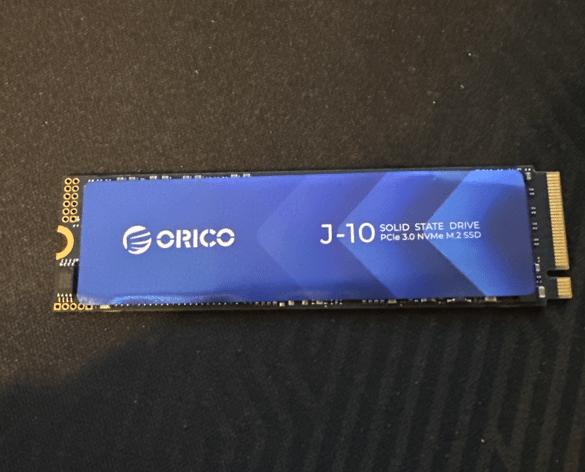 ORICO
J-10
SOLID STATE DRIVE
PCIe 3.0 NVMe M.2 SSD